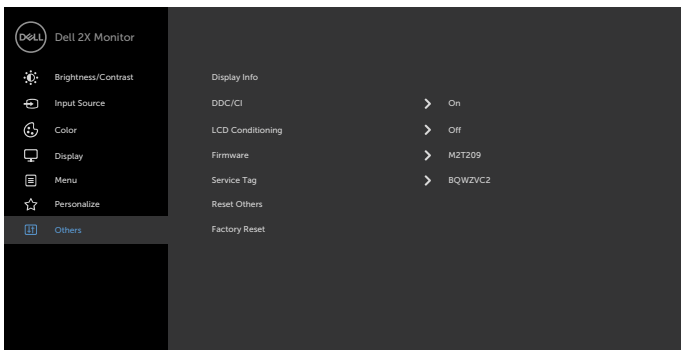 DELL Dell 2X Monitor
Brightness/Contrast Display Info
Input Source DDC/CI On
Color LCD Conditioning Off
Display Firmware M2T209
Menu Service Tag BQWZVC2
Personalize Reset Others
Others Factory Reset